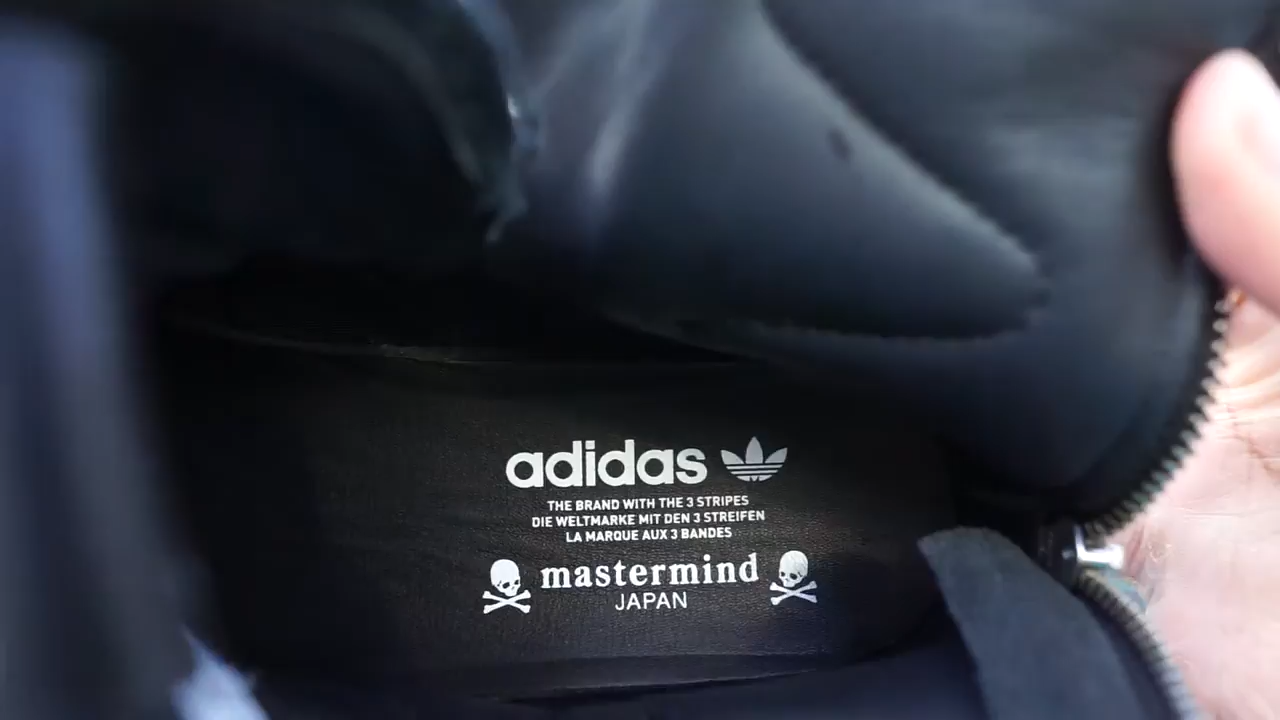 adidas
THE BRAND WITH THE 3 STRIPES
DIE WELTMARKE MIT DEN 3 STREIFEN
LA MARQUE AUX 3 BANDES
mastermind
JAPAN